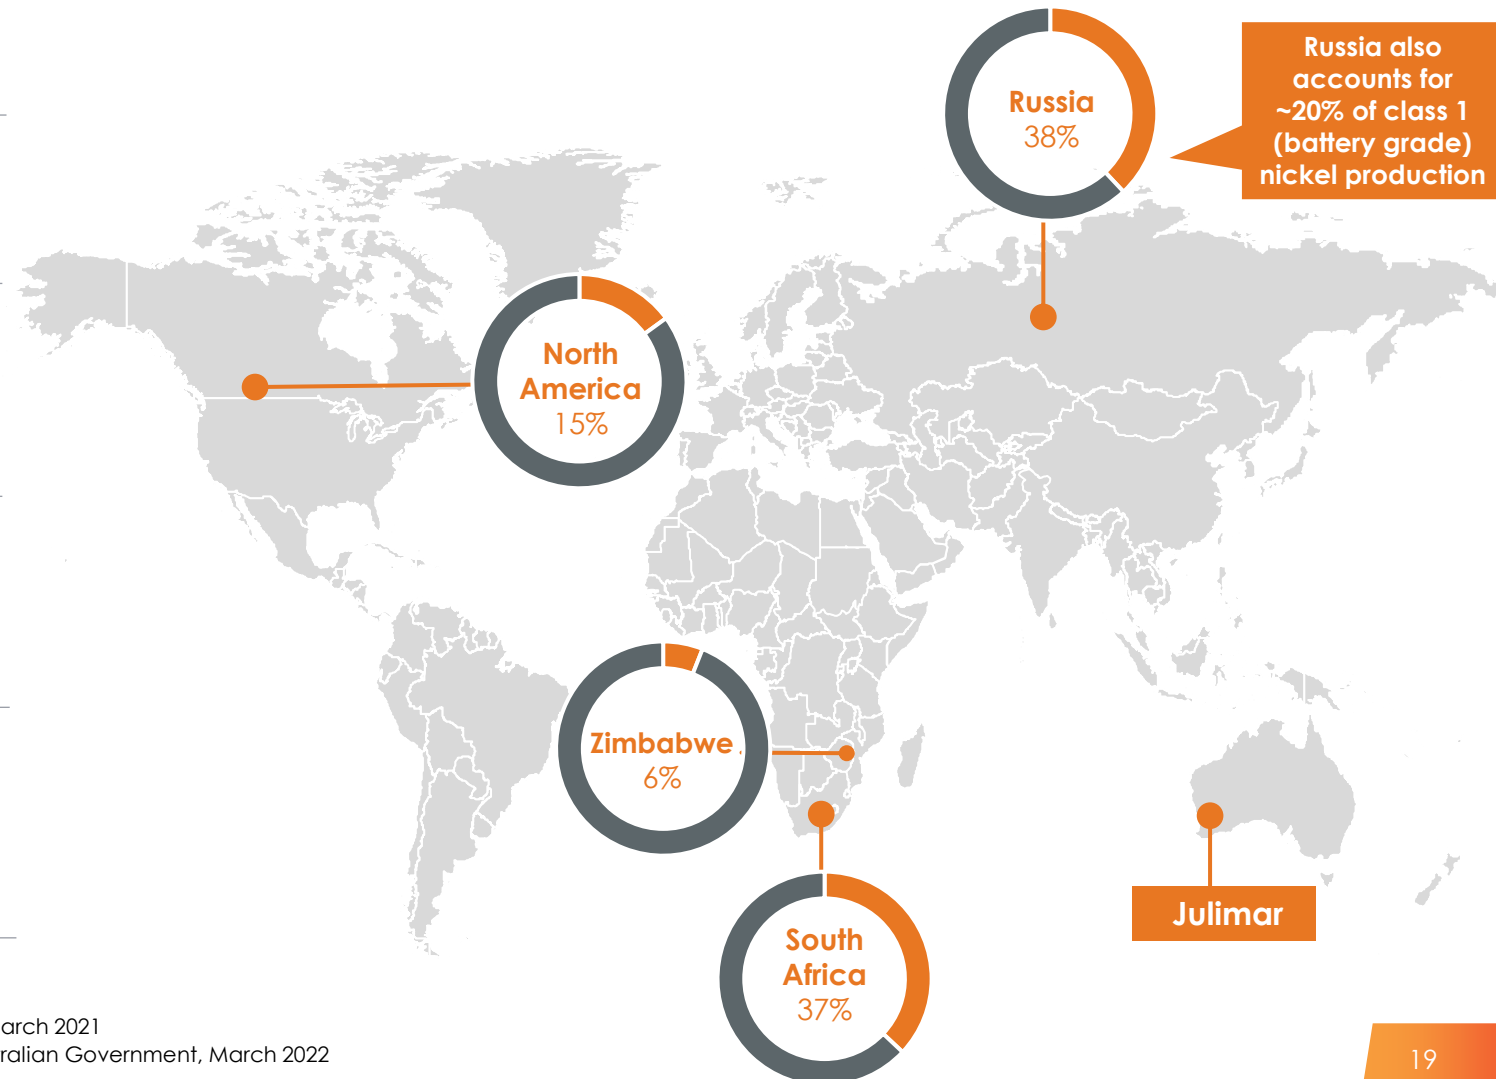 Russia
38%
Russia also
accounts for
~20% of class 1
(battery grade)
nickel production
North
America
15%
Zimbabwe
6%
South
Africa
37%
Julimar
arch 2021
ralian Government, March 2022
19